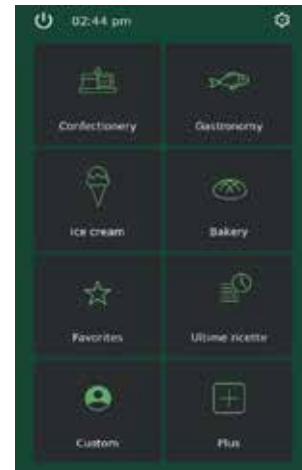 02:44 pm
Confectionery
Gastronomy
Ice cream
Bakery
Favorites
Ultime ricette
Custom
Plus